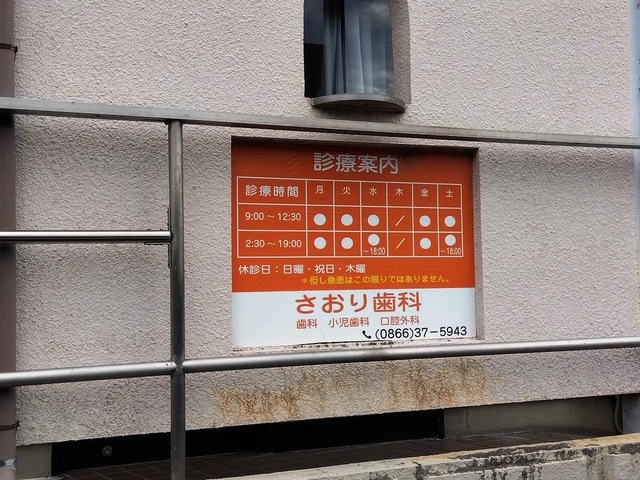 診療案内
診療時間 月 火 水 木 金 土
9:00～12:30 ● ● ● ／ ● ●
2:30～19:00 ● ● ● ／ ● ●
～18:00 ～18:00
休診日：日曜・祝日・木曜
＊但し急患はこの限りではありません。
さおり歯科
歯科 小児歯科 口腔外科
(0866)37－5943